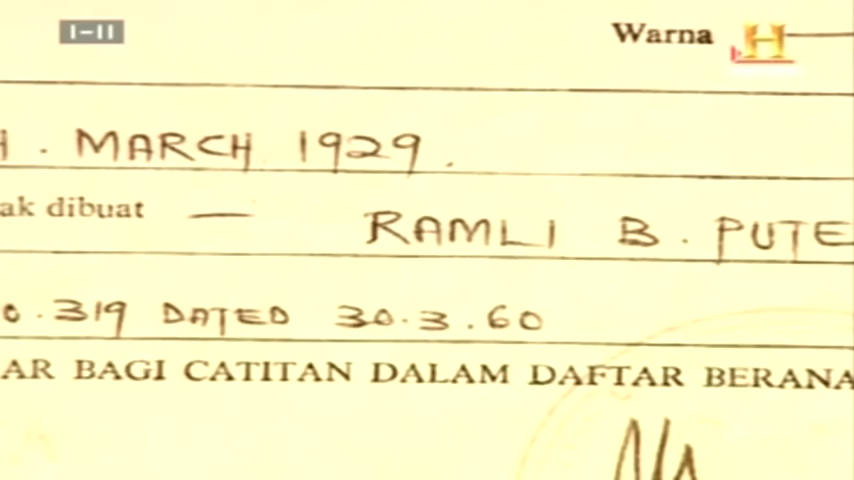 I-II
Warna H
. MARCH 1929.
ak dibuat — RAMLI B. PUTE
o. 319 DATED 30.3.60
AR BAGI CATITAN DALAM DAFTAR BERANA